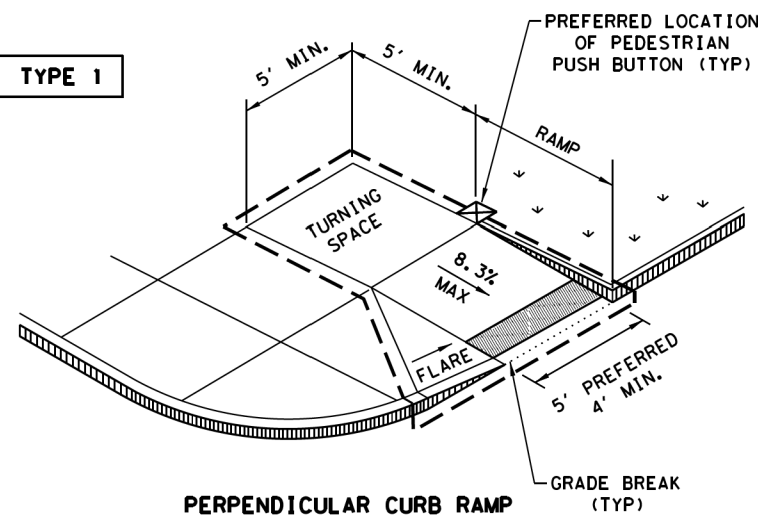 PREFERRED LOCATION
OF PEDESTRIAN
PUSH BUTTON (TYP)
TYPE 1
5' MIN.
5' MIN.
RAMP
TURNING
SPACE
8.3%
MAX
FLARE
5' PREFERRED
4' MIN.
GRADE BREAK
(TYP)
PERPENDICULAR CURB RAMP